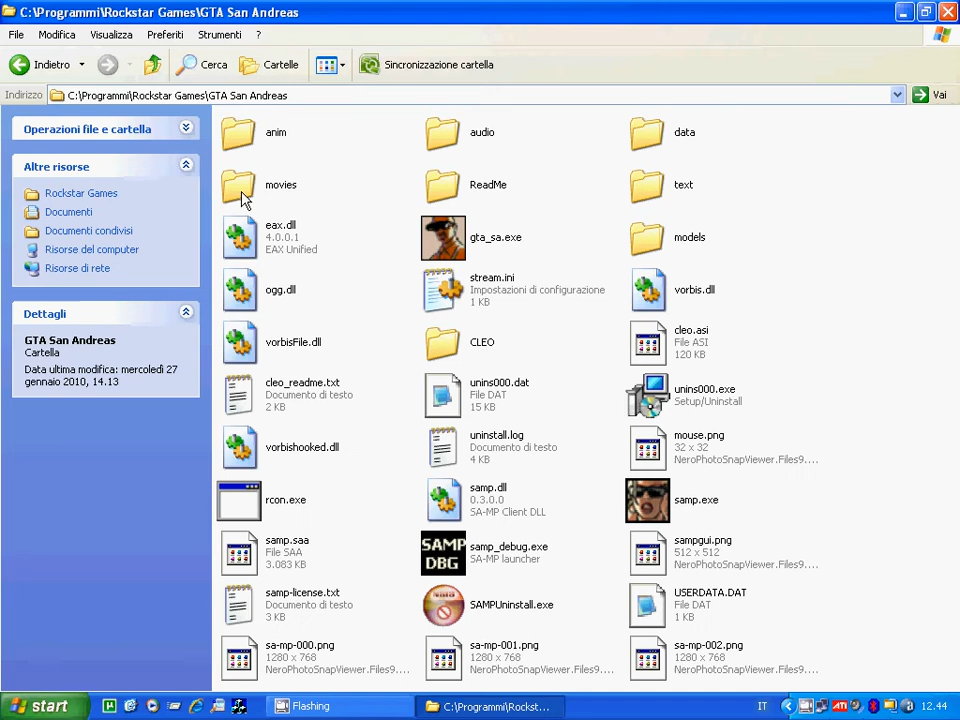 C:\Programmi\Rockstar Games\GTA San Andreas
File Modifica Visualizza Preferiti Strumenti ?
Indietro Cerca Cartelle Sincronizzazione cartella
Indirizzo C:\Programmi\Rockstar Games\GTA San Andreas Vai
Operazioni file e cartella
Altre risorse
Rockstar Games
Documenti
Documenti condivisi
Risorse del computer
Risorse di rete
Dettagli
GTA San Andreas
Cartella
Data ultima modifica: mercoledì 27
gennaio 2010, 14.13
anim
audio
data
movies
ReadMe
text
eax.dll
4.0.0.1
EAX Unified
gta_sa.exe
models
ogg.dll
stream.ini
Impostazioni di configurazione
1 KB
vorbis.dll
vorbisFile.dll
CLEO
cleo.asi
File ASI
120 KB
cleo_readme.txt
Documento di testo
2 KB
unins000.dat
File DAT
15 KB
unins000.exe
Setup/Uninstall
vorbishooked.dll
uninstall.log
Documento di testo
4 KB
mouse.png
32 x 32
NeroPhotoSnapViewer.Files9....
rcon.exe
samp.dll
0.3.0.0
SA-MP Client DLL
samp.exe
samp.saa
File SAA
3.083 KB
SAMP
DBG
samp_debug.exe
SA-MP launcher
sampgui.png
512 x 512
NeroPhotoSnapViewer.Files9....
samp-license.txt
Documento di testo
3 KB
SAMPUninstall.exe
USERDATA.DAT
File DAT
1 KB
sa-mp-000.png
1280 x 768
NeroPhotoSnapViewer.Files9....
sa-mp-001.png
1280 x 768
NeroPhotoSnapViewer.Files9....
sa-mp-002.png
1280 x 768
NeroPhotoSnapViewer.Files9....
start Flashing C:\Programmi\Rockst... IT 12.44